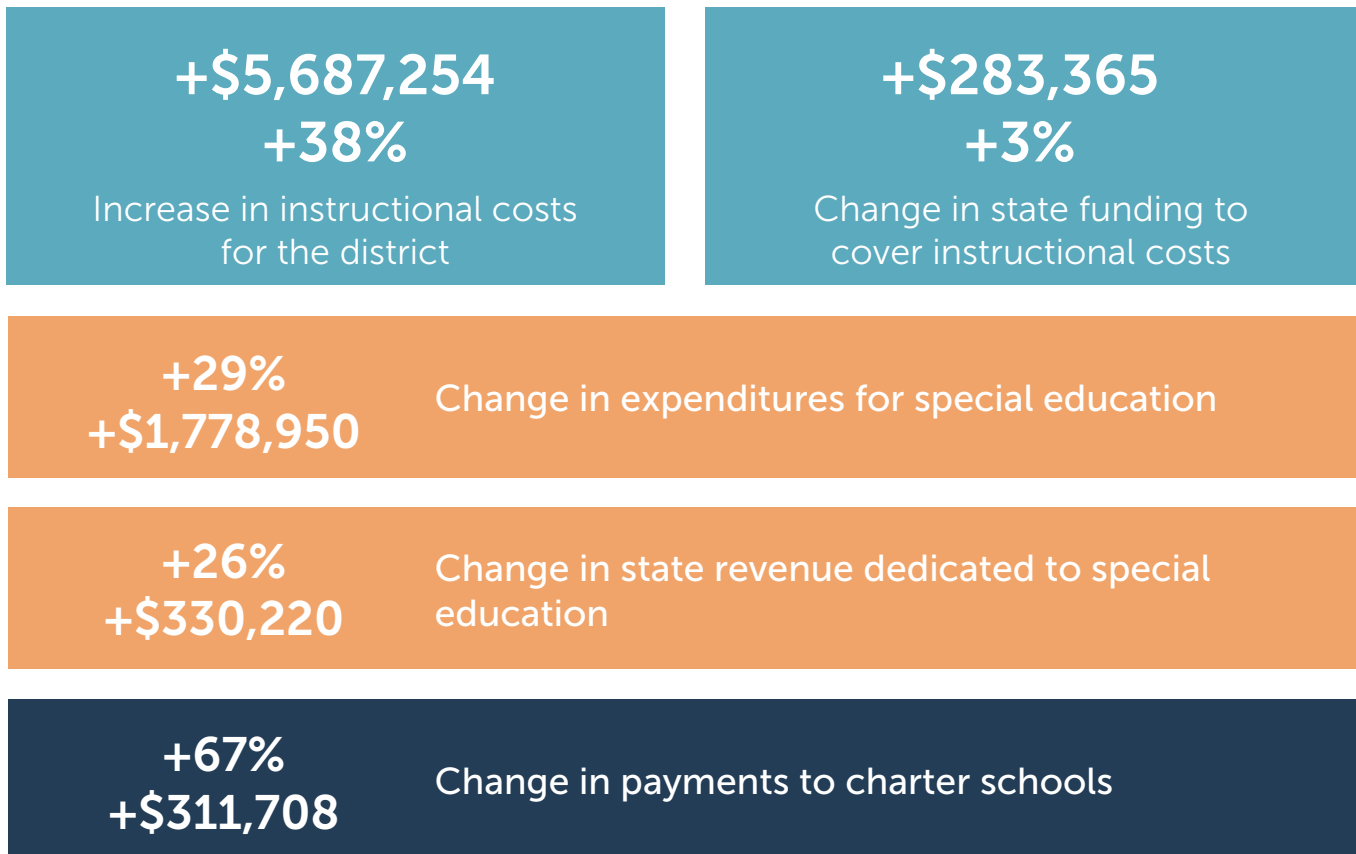 +$5,687,254
+38%
Increase in instructional costs
for the district
+$283,365
+3%
Change in state funding to
cover instructional costs
+29%
+$1,778,950
Change in expenditures for special education
+26%
+$330,220
Change in state revenue dedicated to special
education
+67%
+$311,708
Change in payments to charter schools